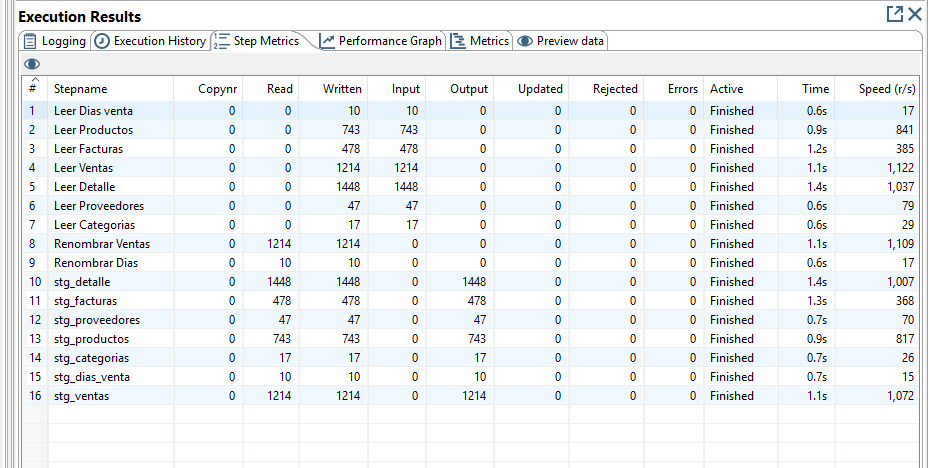 Execution Results
Logging Execution History Step Metrics Performance Graph Metrics Preview data
# Stepname Copynr Read Written Input Output Updated Rejected Errors Active Time Speed (r/s)
1 Leer Dias venta 0 0 10 10 0 0 0 0 Finished 0.6s 17
2 Leer Productos 0 0 743 743 0 0 0 0 Finished 0.9s 841
3 Leer Facturas 0 0 478 478 0 0 0 0 Finished 1.2s 385
4 Leer Ventas 0 0 1214 1214 0 0 0 0 Finished 1.1s 1,122
5 Leer Detalle 0 0 1448 1448 0 0 0 0 Finished 1.4s 1,037
6 Leer Proveedores 0 0 47 47 0 0 0 0 Finished 0.6s 79
7 Leer Categorias 0 0 17 17 0 0 0 0 Finished 0.6s 29
8 Renombrar Ventas 0 1214 1214 0 0 0 0 0 Finished 1.1s 1,109
9 Renombrar Dias 0 10 10 0 0 0 0 0 Finished 0.6s 17
10 stg_detalle 0 1448 1448 0 1448 0 0 0 Finished 1.4s 1,007
11 stg_facturas 0 478 478 0 478 0 0 0 Finished 1.3s 368
12 stg_proveedores 0 47 47 0 47 0 0 0 Finished 0.7s 70
13 stg_productos 0 743 743 0 743 0 0 0 Finished 0.9s 817
14 stg_categorias 0 17 17 0 17 0 0 0 Finished 0.7s 26
15 stg_dias_venta 0 10 10 0 10 0 0 0 Finished 0.7s 15
16 stg_ventas 0 1214 1214 0 1214 0 0 0 Finished 1.1s 1,072